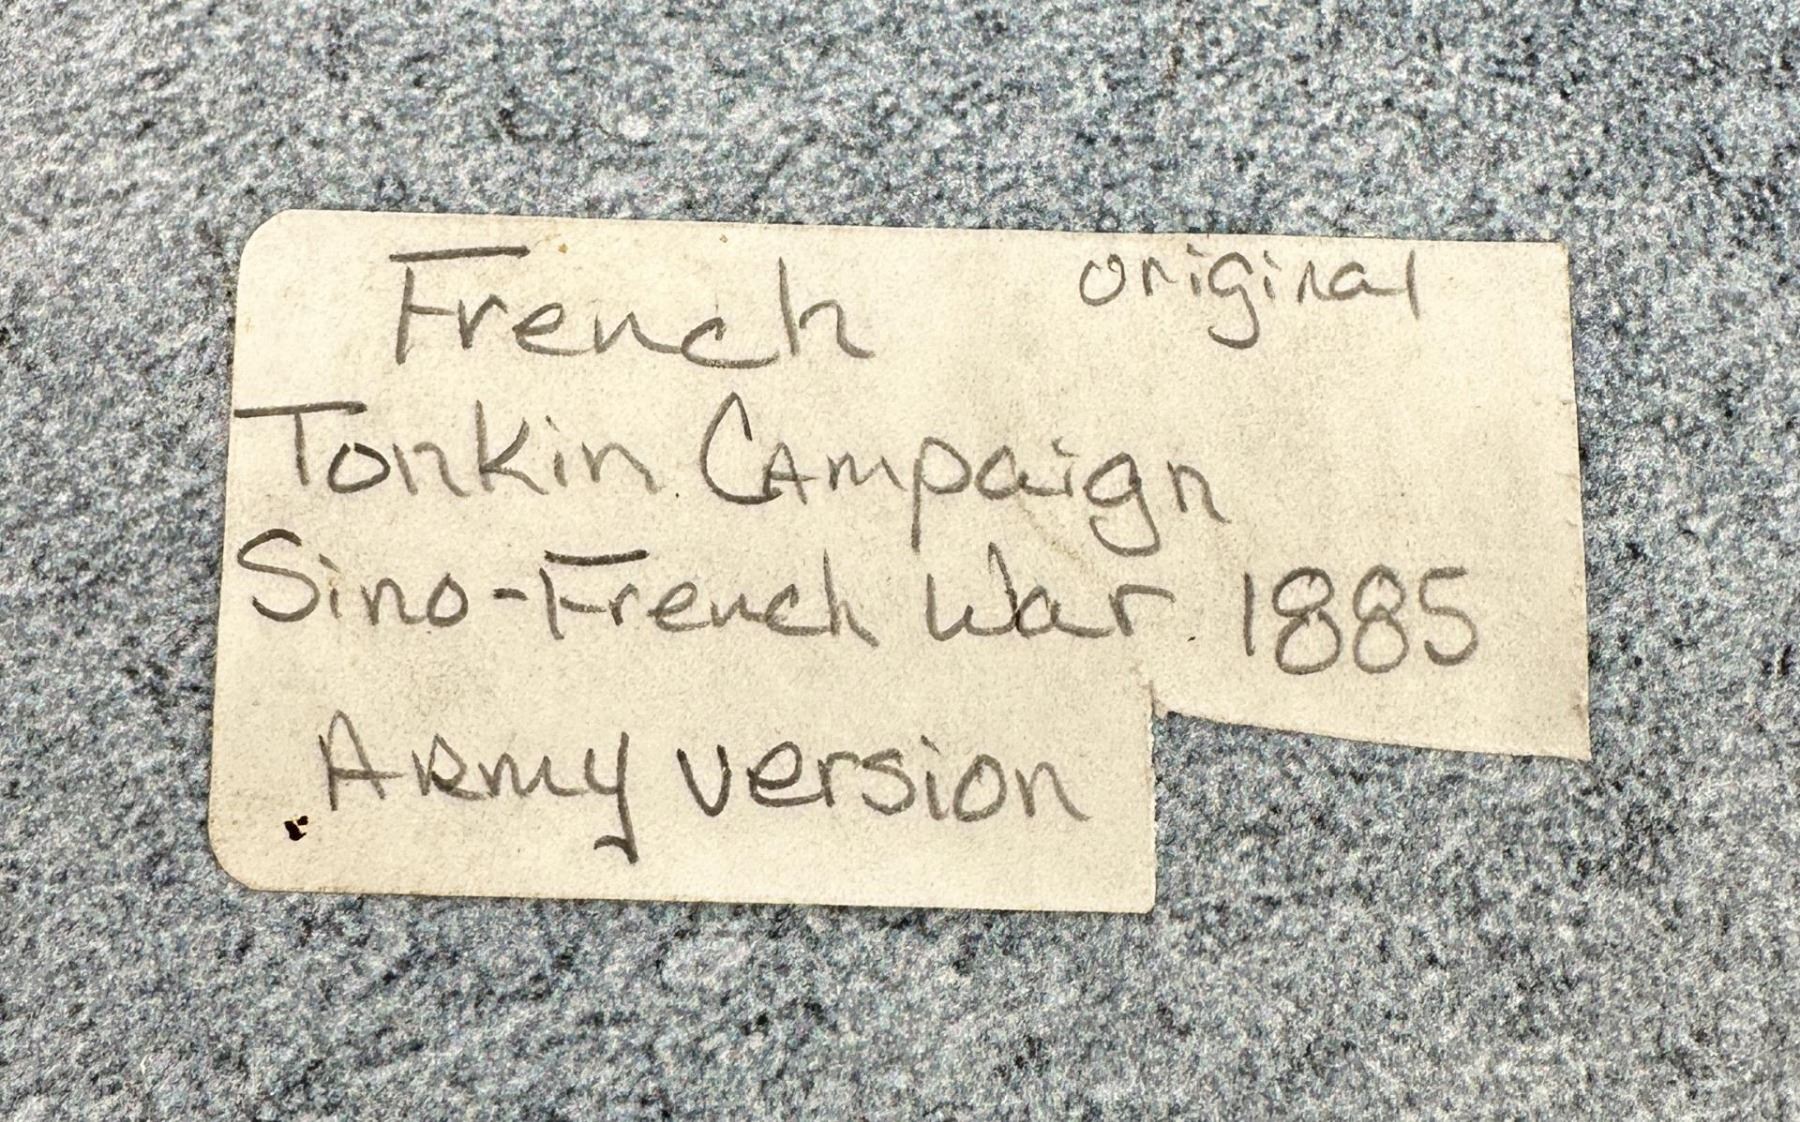 French original
Tonkin Campaign
Sino-French War 1885
Army version